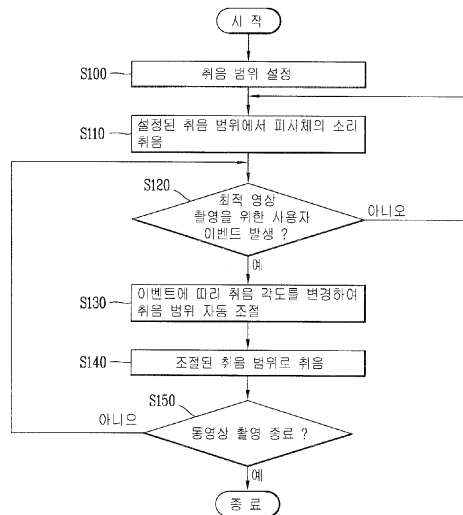 시 작
S100
취음 범위 설정
S110
설정된 취음 범위에서 피사체의 소리
취음
S120
최적 영상
촬영을 위한 사용자
이벤트 발생 ?
아니오
예
S130
이벤트에 따라 취음 각도를 변경하여
취음 범위 자동 조절
S140
조절된 취음 범위로 취음
S150
아니오
동영상 촬영 종료 ?
예
종 료